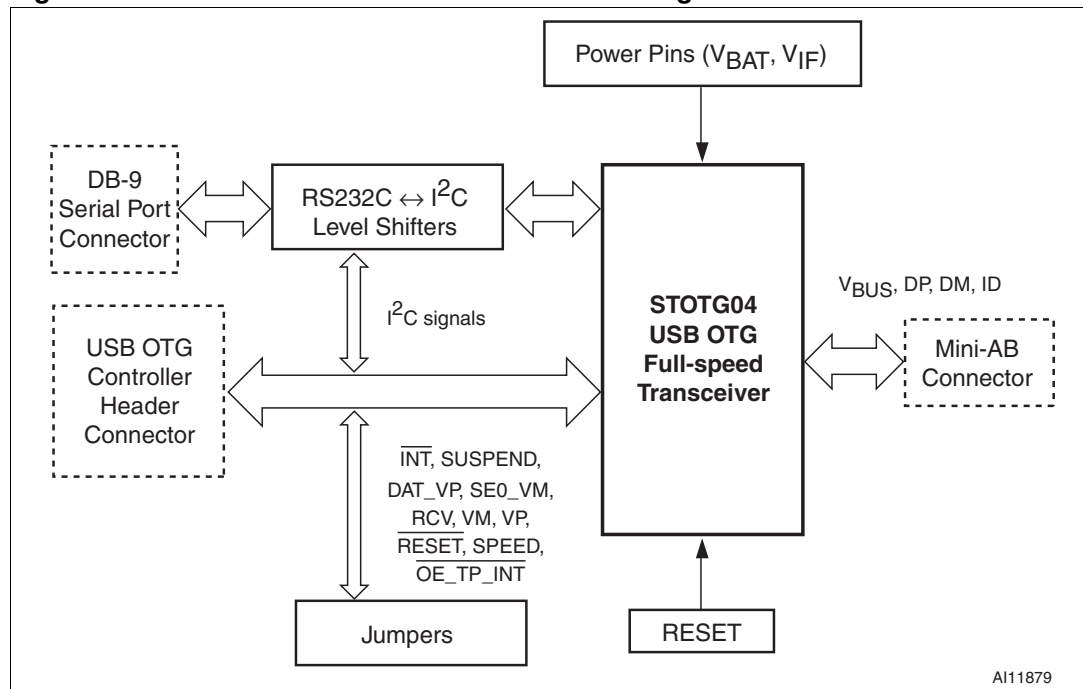 Power Pins (VBAT, VIF)
DB-9
Serial Port
Connector
RS232C ↔ I2C
Level Shifters
I2C signals
USB OTG
Controller
Header
Connector
STOTG04
USB OTG
Full-speed
Transceiver
VBUS, DP, DM, ID
Mini-AB
Connector
INT, SUSPEND,
DAT_VP, SE0_VM,
RCV, VM, VP,
RESET, SPEED,
OE_TP_INT
Jumpers
RESET
AI11879